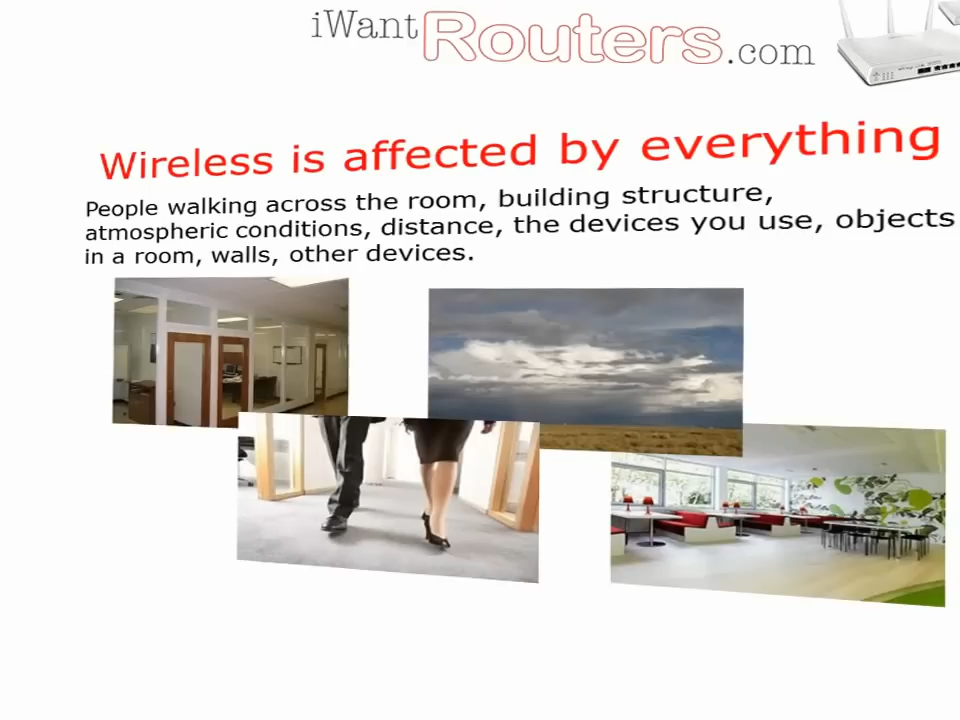 iWantRouters.com
Wireless is affected by everything
People walking across the room, building structure,
atmospheric conditions, distance, the devices you use, objects
in a room, walls, other devices.